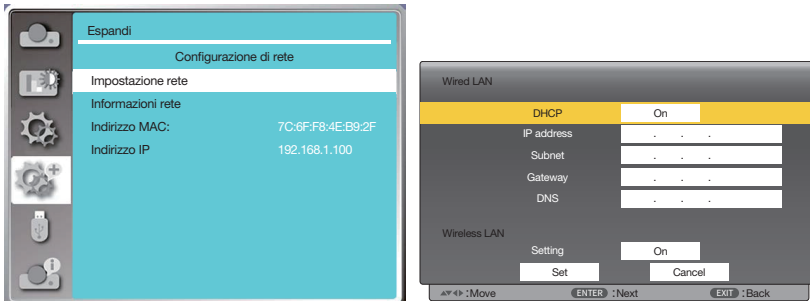 Espandi
Configurazione di rete
Impostazione rete
Informazioni rete
Indirizzo MAC: 7C:6F:F8:4E:B9:2F
Indirizzo IP 192.168.1.100
Wired LAN
DHCP On
IP address . . .
Subnet . . .
Gateway . . .
DNS . . .
Wireless LAN
Setting On
Set Cancel
:Move ENTER :Next EXIT :Back